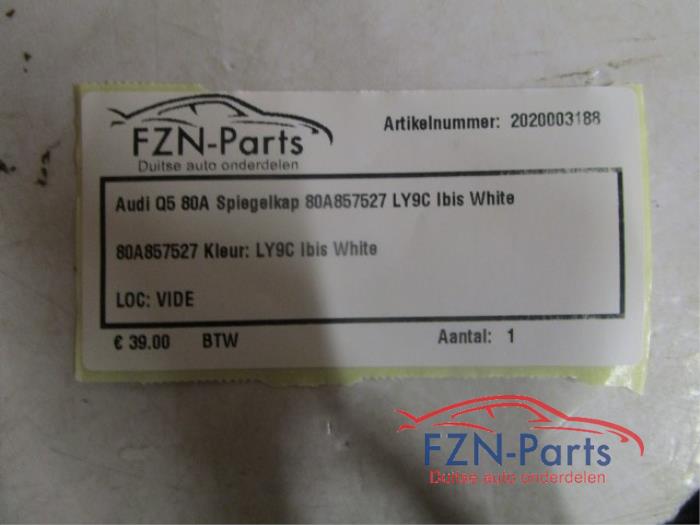 FZN-Parts
Duitse auto onderdelen
Artikelnummer: 2020003188
Audi Q5 80A Spiegelkap 80A857527 LY9C Ibis White
80A857527 Kleur: LY9C Ibis White
LOC: VIDE
€ 39.00 BTW Aantal: 1
FZN-Parts
Duitse auto onderdelen